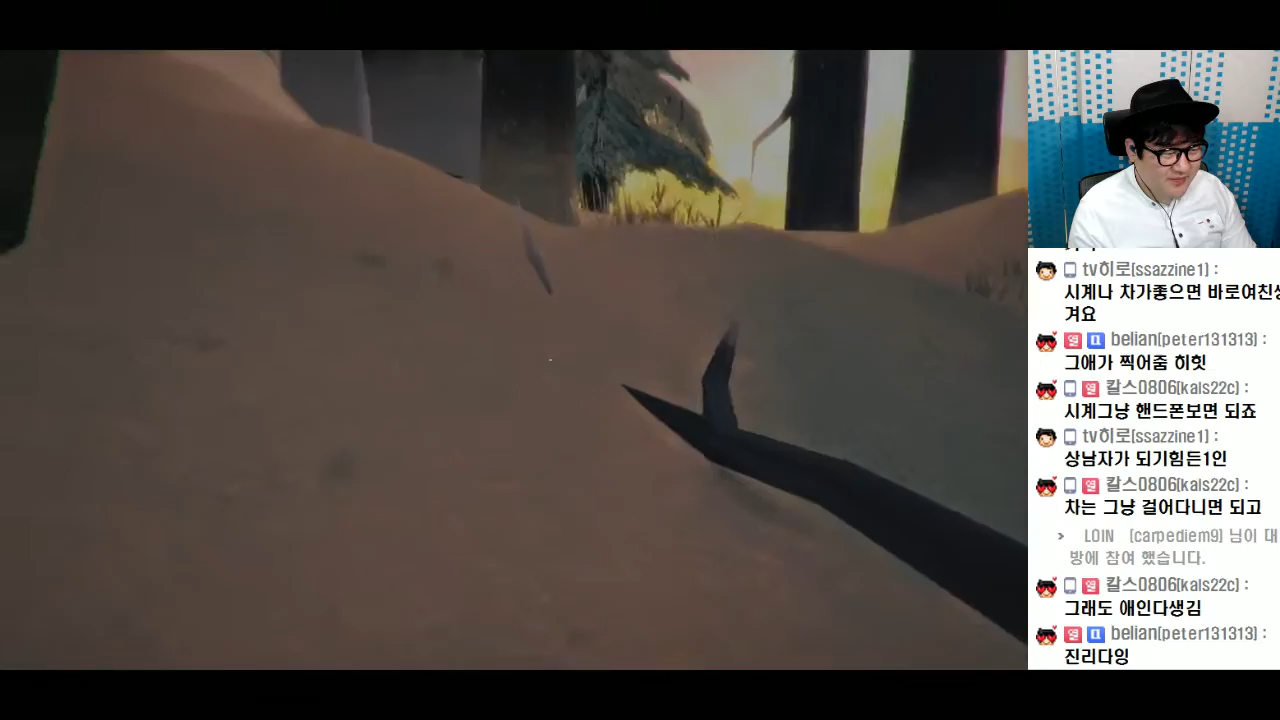 tv히로[ssazzine1] :
시계나 차가좋으면 바로여친생
겨요
열 belian[peter131313] :
그애가 찍어줌 히힛
열 칼스0806[kals22c] :
시계그냥 핸드폰보면 되죠
tv히로[ssazzine1] :
상남자가 되기힘든1인
열 칼스0806[kals22c] :
차는 그냥 걸어다니면 되고
> LOIN [carpediem9] 님이 대
방에 참여 했습니다.
열 칼스0806[kals22c] :
그래도 애인다생김
열 belian[peter131313] :
진리다잉